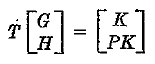 Ṫ [ G H ] = [ K PK ]